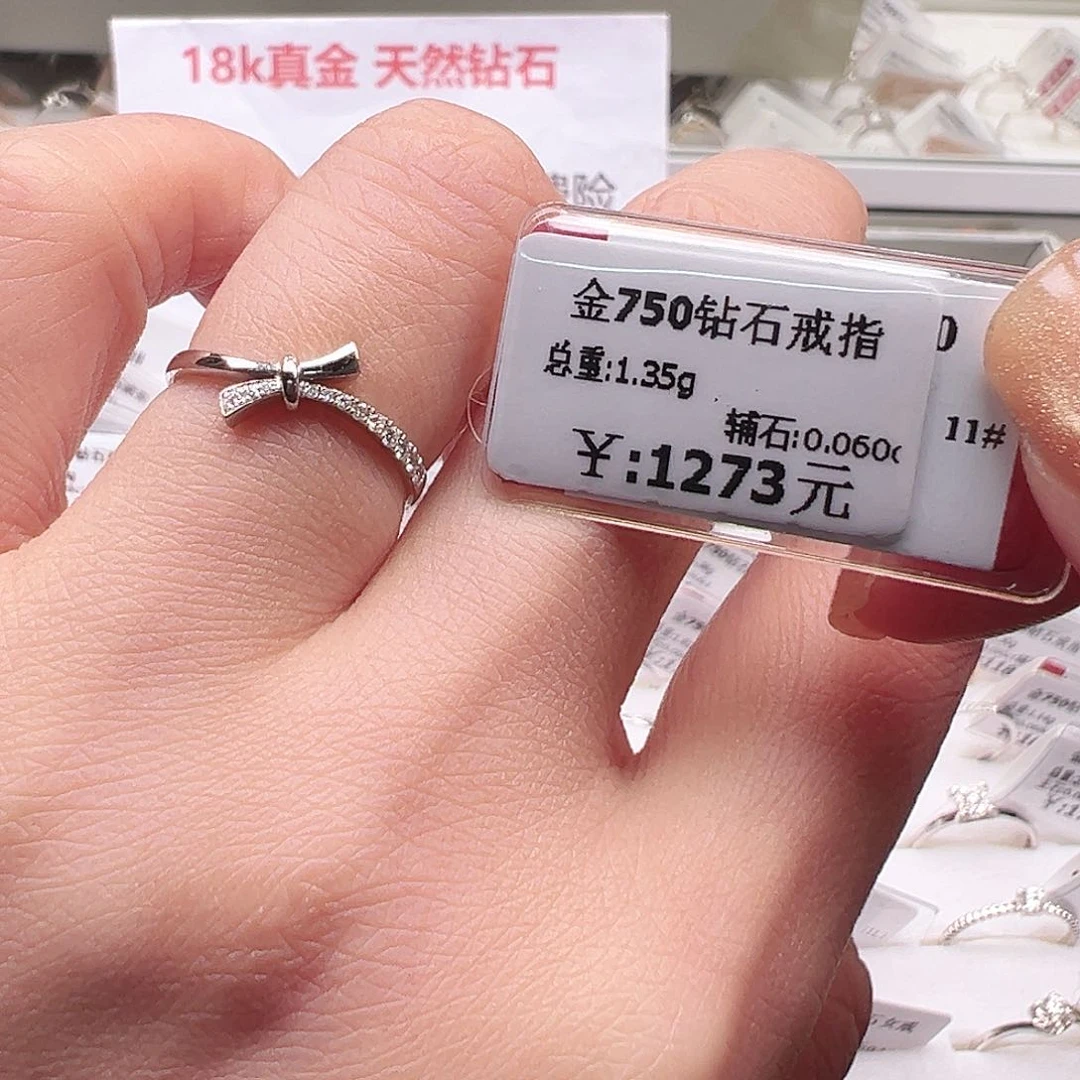 18k真金 天然钻石
险
金750钻石戒指
总重:1.35g
辅石:0.060
11#
￥:1273元